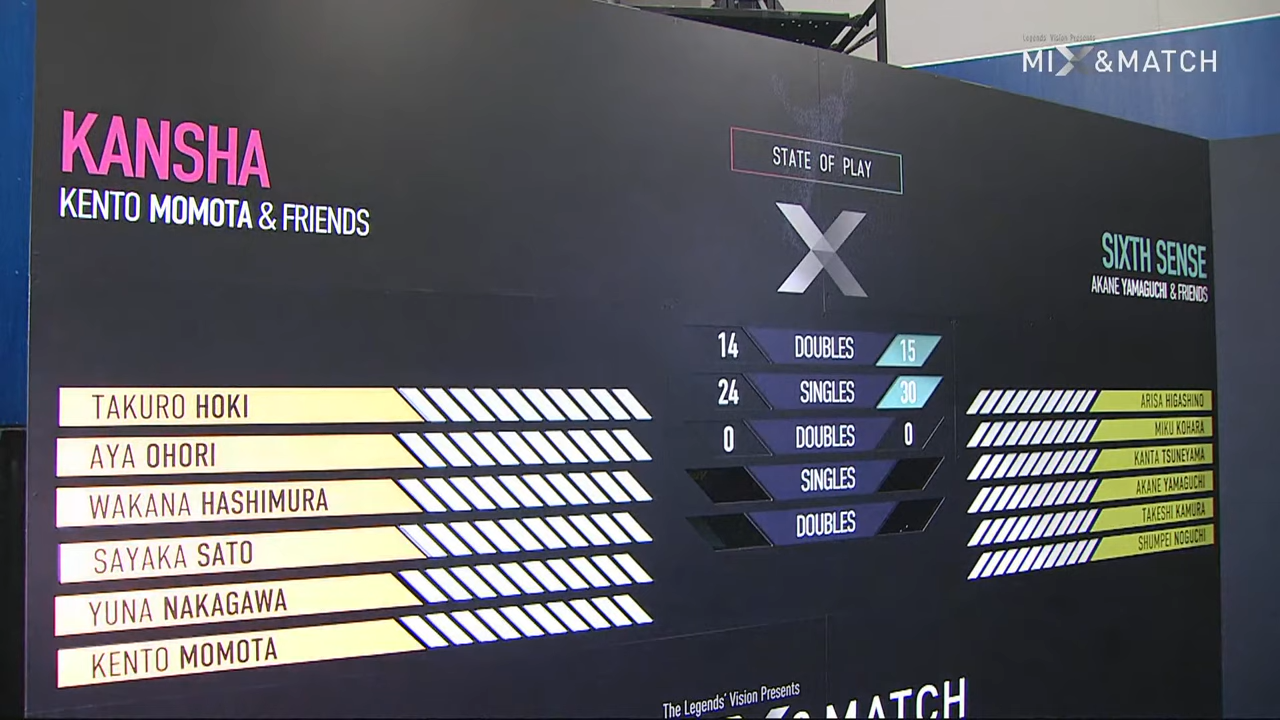 Legends' Vision Presents
MIX&MATCH
KANSHA
KENTO MOMOTA & FRIENDS
STATE OF PLAY
X
SIXTH SENSE
AKANE YAMAGUCHI & FRIENDS
14 DOUBLES 15
24 SINGLES 30
0 DOUBLES 0
SINGLES
DOUBLES
TAKURO HOKI
AYA OHORI
WAKANA HASHIMURA
SAYAKA SATO
YUNA NAKAGAWA
KENTO MOMOTA
ARISA HIGASHINO
MIKU KOHARA
KANTA TSUNEYAMA
AKANE YAMAGUCHI
TAKESHI KAMURA
SHUMPEI NOGUCHI
The Legends' Vision Presents
X&MATCH